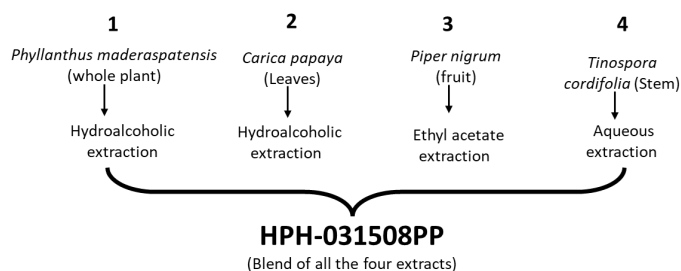 1
Phyllanthus maderaspatensis
(whole plant)
Hydroalcoholic
extraction
2
Carica papaya
(Leaves)
Hydroalcoholic
extraction
3
Piper nigrum
(fruit)
Ethyl acetate
extraction
4
Tinospora
cordifolia (Stem)
Aqueous
extraction
HPH-031508PP
(Blend of all the four extracts)